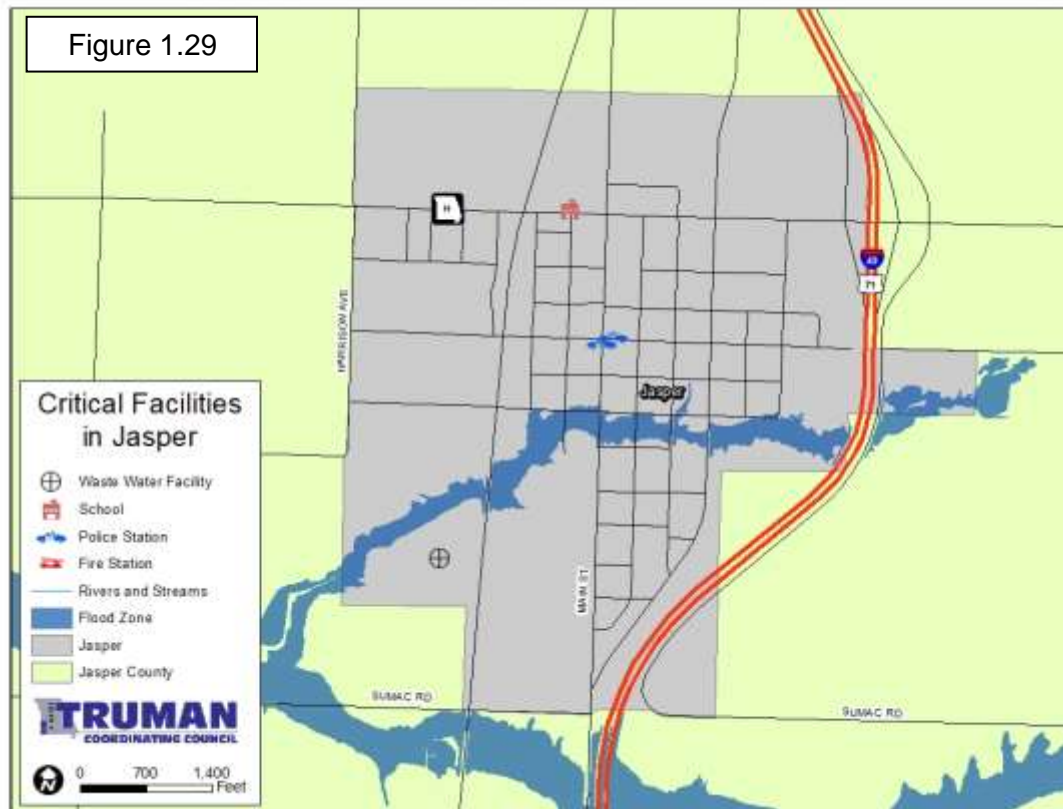 Figure 1.29
H
49
71
HARRISON AVE
Jasper
MAIN ST.
SUMAC RD
SUMAC RD
Critical Facilities
in Jasper
Waste Water Facility
School
Police Station
Fire Station
Rivers and Streams
Flood Zone
Jasper
Jasper County
TRUMAN
COORDINATING COUNCIL
N
0 700 1,400
Feet